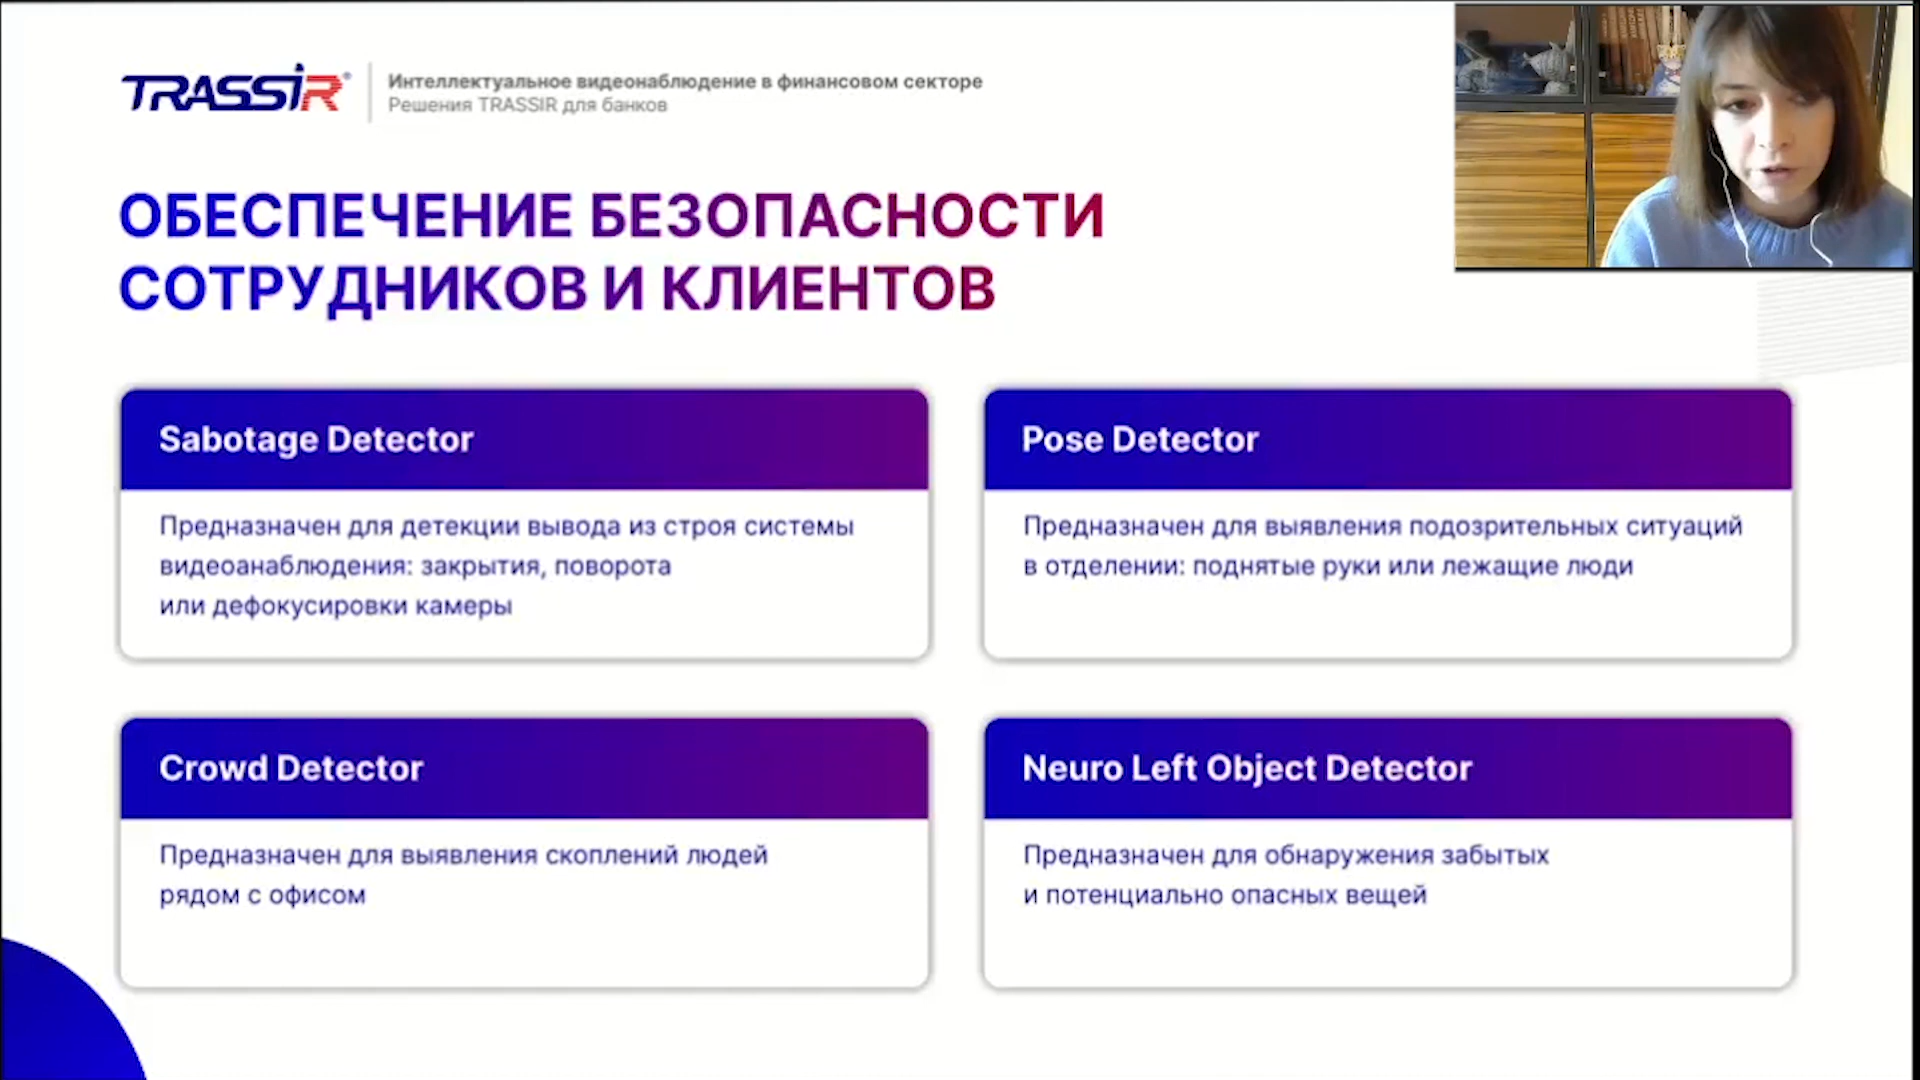 TRASSIR®
Интеллектуальное видеонаблюдение в финансовом секторе
Решения TRASSIR для банков
ОБЕСПЕЧЕНИЕ БЕЗОПАСНОСТИ
СОТРУДНИКОВ И КЛИЕНТОВ
Sabotage Detector
Предназначен для детекции вывода из строя системы
видеоанаблюдения: закрытия, поворота
или дефокусировки камеры
Pose Detector
Предназначен для выявления подозрительных ситуаций
в отделении: поднятые руки или лежащие люди
Crowd Detector
Предназначен для выявления скоплений людей
рядом с офисом
Neuro Left Object Detector
Предназначен для обнаружения забытых
и потенциально опасных вещей